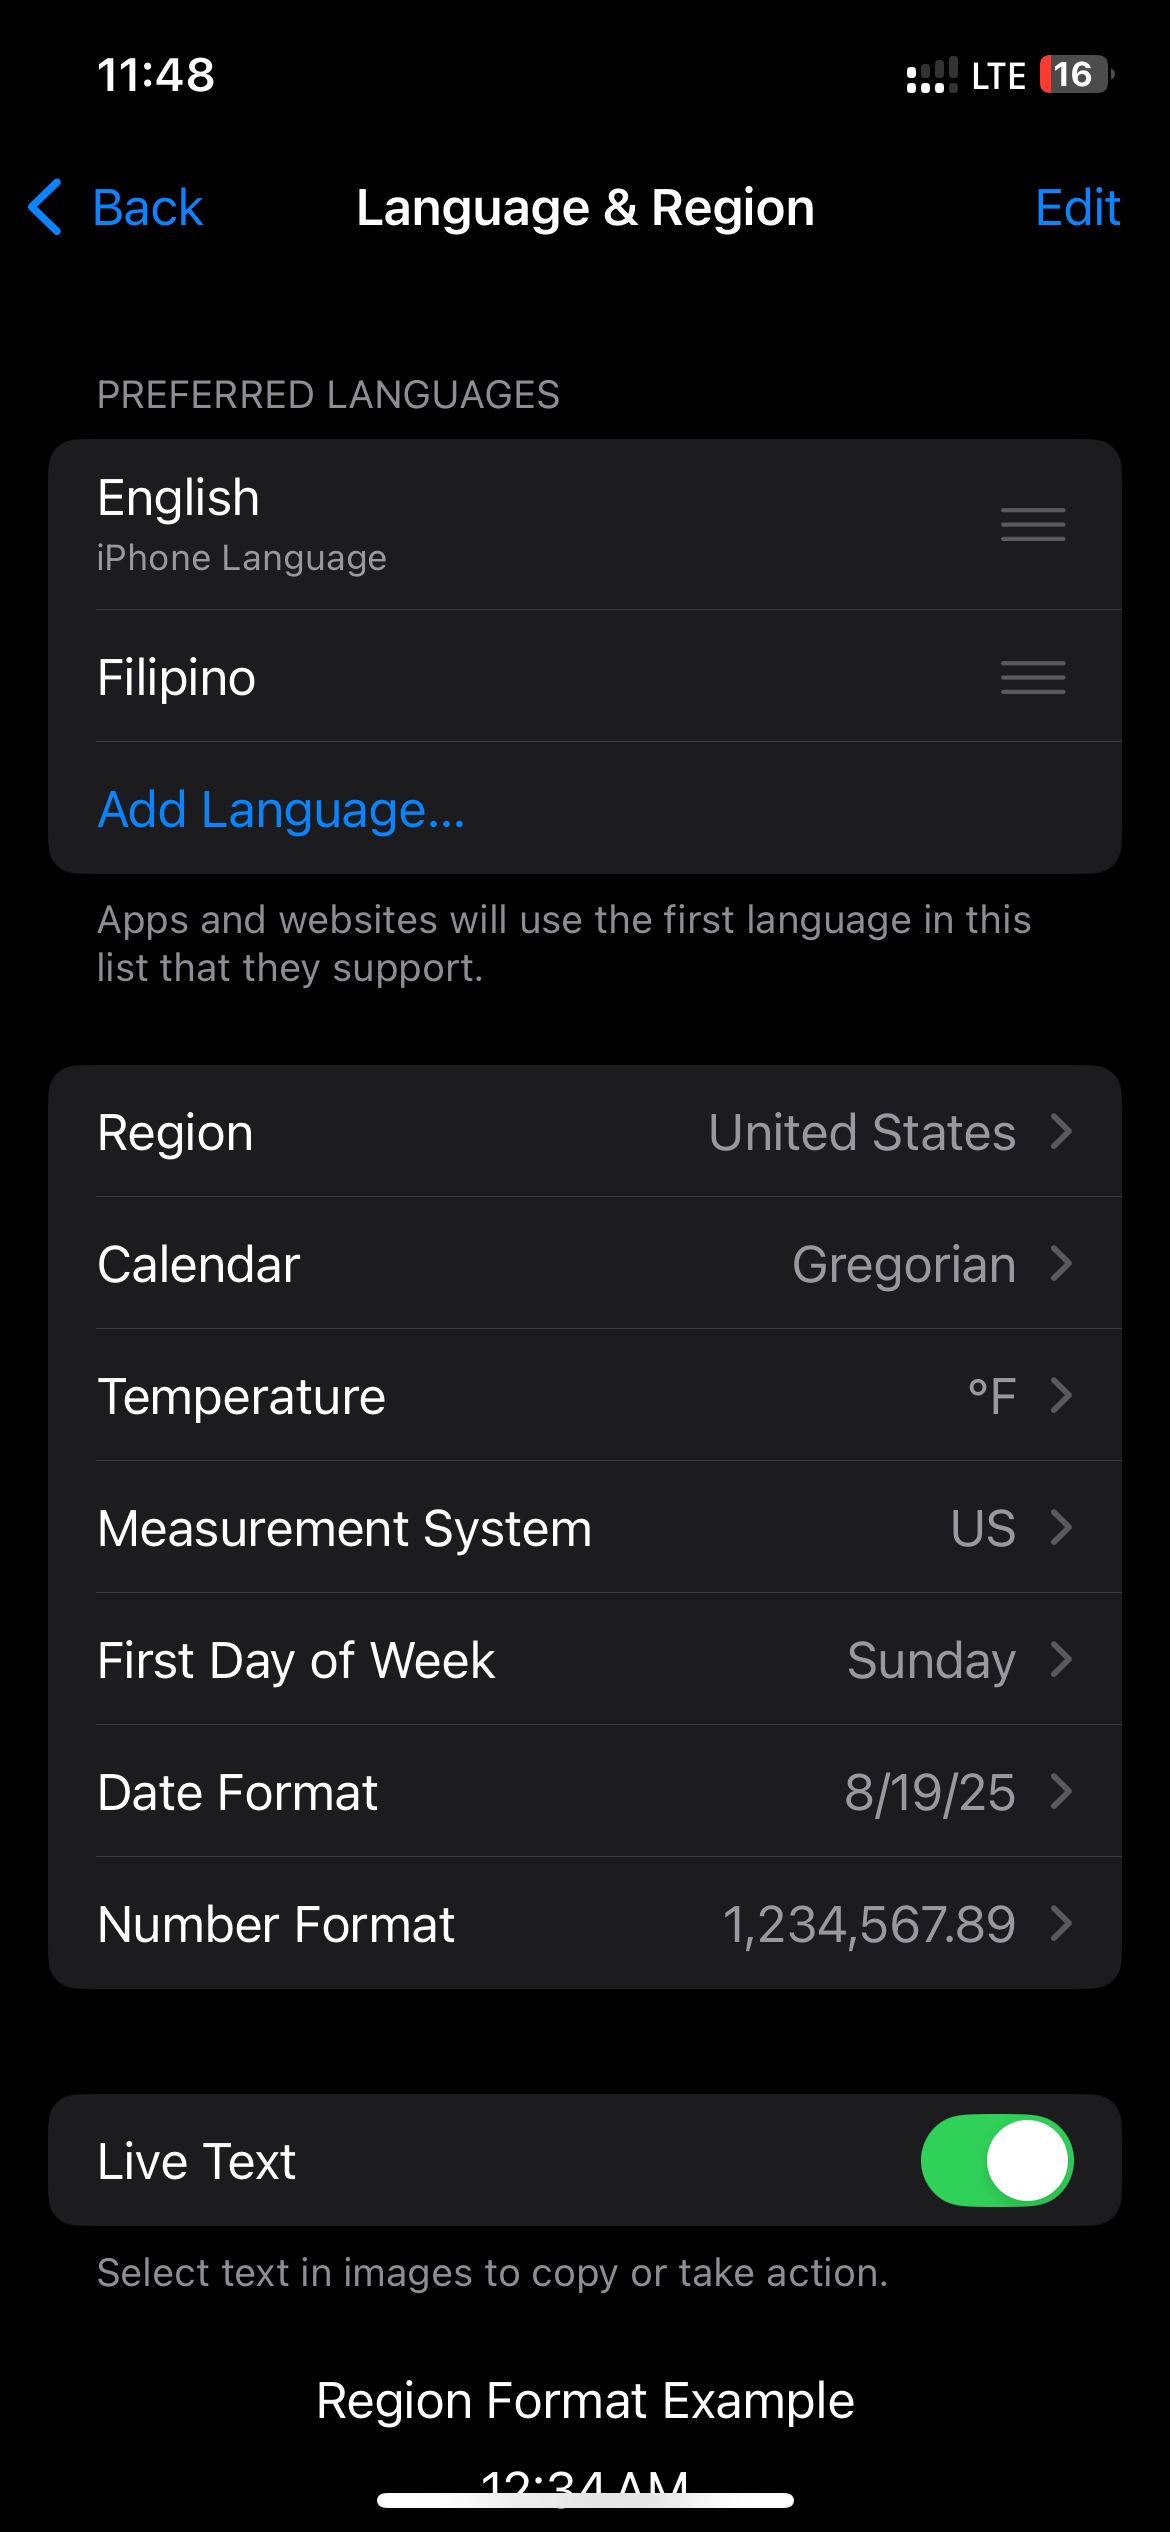 11:48 LTE 16
Back Language & Region Edit
PREFERRED LANGUAGES
English
iPhone Language
Filipino
Add Language...
Apps and websites will use the first language in this
list that they support.
Region United States
Calendar Gregorian
Temperature °F
Measurement System US
First Day of Week Sunday
Date Format 8/19/25
Number Format 1,234,567.89
Live Text
Select text in images to copy or take action.
Region Format Example
12:34 AM